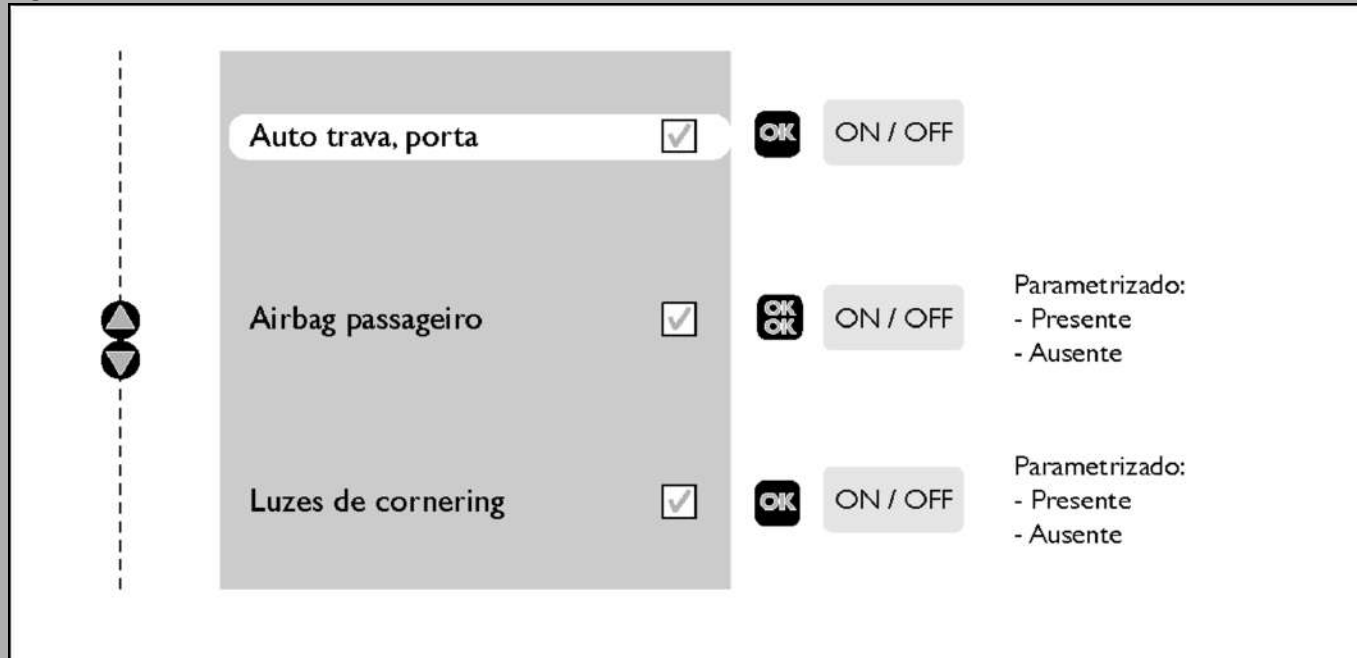 Auto trava, porta OK ON / OFF
Airbag passageiro OK OK ON / OFF
Parametrizado:
- Presente
- Ausente
Luzes de cornering OK ON / OFF
Parametrizado:
- Presente
- Ausente